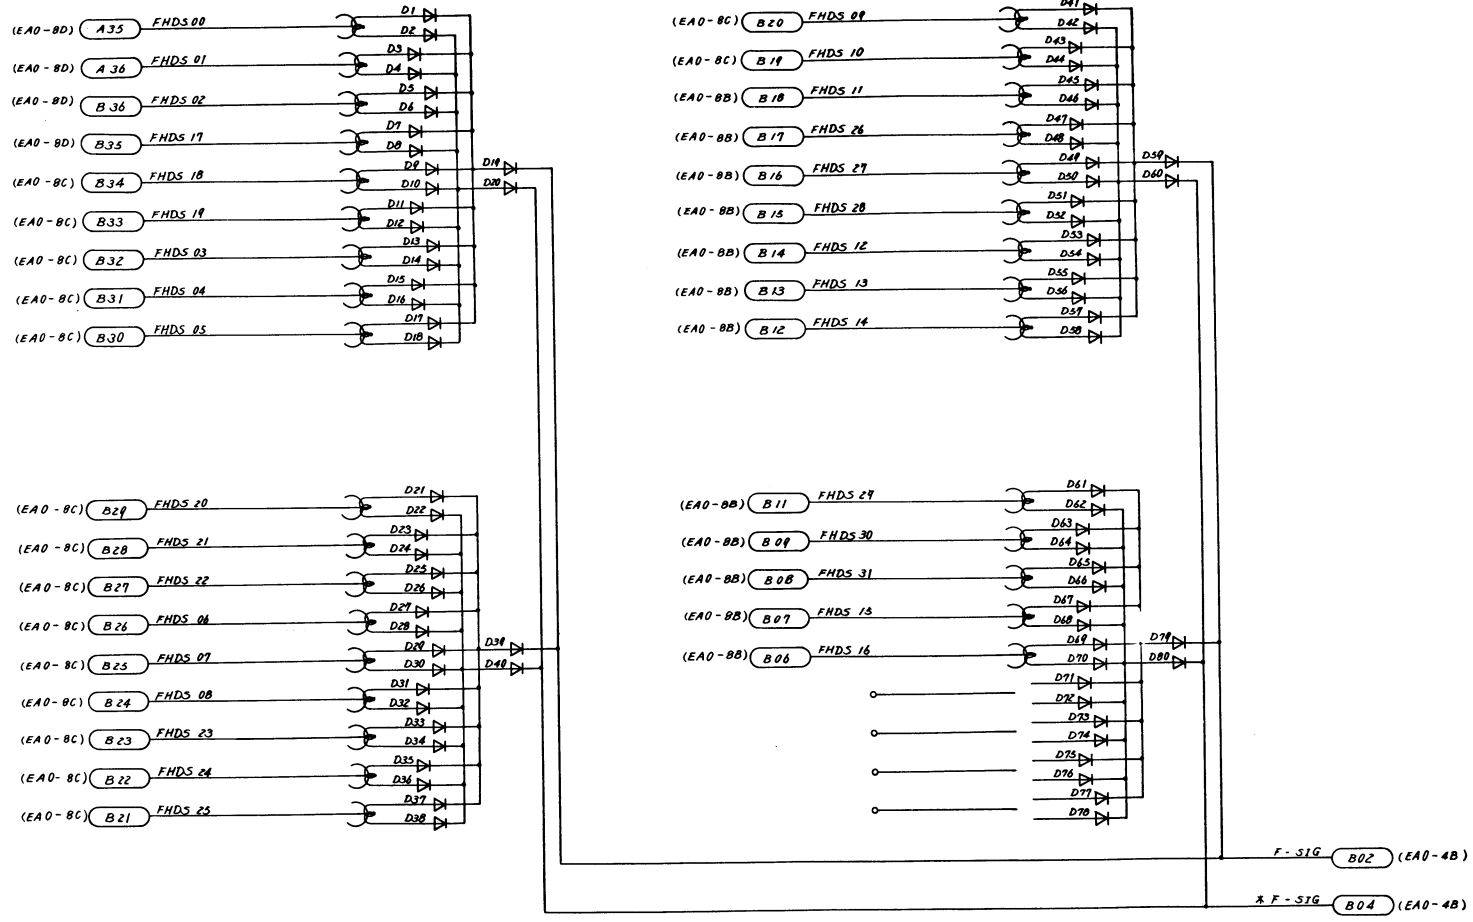 (EA0-8D) A35 FHDS 00 D1
D2
(EA0-8D) A36 FHDS 01 D3
D4
(EA0-8D) B36 FHDS 02 D5
D6
(EA0-8D) B35 FHDS 17 D7
D8
(EA0-8C) B34 FHDS 18 D9 D19
D10 D20
(EA0-8C) B33 FHDS 19 D11
D12
(EA0-8C) B32 FHDS 03 D13
D14
(EA0-8C) B31 FHDS 04 D15
D16
(EA0-8C) B30 FHDS 05 D17
D18
(EA0-8C) B20 FHDS 09 D41
D42
(EA0-8C) B19 FHDS 10 D43
D44
(EA0-8B) B18 FHDS 11 D45
D46
(EA0-8B) B17 FHDS 26 D47
D48
(EA0-8B) B16 FHDS 27 D49 D59
D50 D60
(EA0-8B) B15 FHDS 28 D51
D52
(EA0-8B) B14 FHDS 12 D53
D54
(EA0-8B) B13 FHDS 13 D55
D56
(EA0-8B) B12 FHDS 14 D57
D58
(EA0-8C) B29 FHDS 20 D21
D22
(EA0-8C) B28 FHDS 21 D23
D24
(EA0-8C) B27 FHDS 22 D25
D26
(EA0-8C) B26 FHDS 06 D27
D28
(EA0-8C) B25 FHDS 07 D29 D39
D30 D40
(EA0-8C) B24 FHDS 08 D31
D32
(EA0-8C) B23 FHDS 23 D33
D34
(EA0-8C) B22 FHDS 24 D35
D36
(EA0-8C) B21 FHDS 25 D37
D38
(EA0-8B) B11 FHDS 29 D61
D62
(EA0-8B) B09 FHDS 30 D63
D64
(EA0-8B) B08 FHDS 31 D65
D66
(EA0-8B) B07 FHDS 15 D67
D68
(EA0-8B) B06 FHDS 16 D69 D79
D70 D80
D71
D72
D73
D74
D75
D76
D77
D78
F-SIG B02 (EA0-4B)
* F-SIG B04 (EA0-4B)